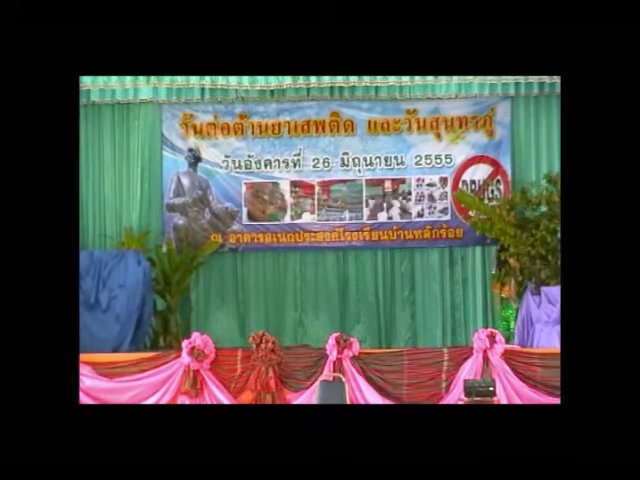 วันต่อต้านยาเสพติด และวันสุนทรภู่
วันอังคารที่ 26 มิถุนายน 2555
DRUGS
ณ อาคารอเนกประสงค์โรงเรียนบ้านหลักร้อย